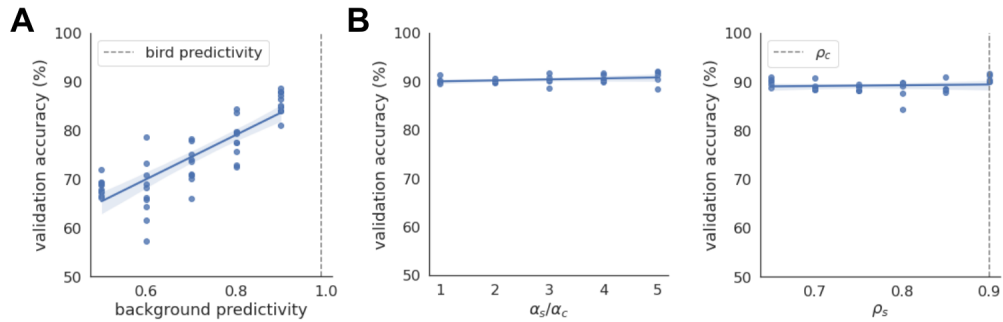 A
B
100
90
80
70
60
50
validation accuracy (%)
bird predictivity
0.6
0.8
1.0
background predictivity
100
90
80
70
60
50
validation accuracy (%)
1
2
3
4
5
αs/αc
100
90
80
70
60
50
validation accuracy (%)
ρc
0.7
0.8
0.9
ρs